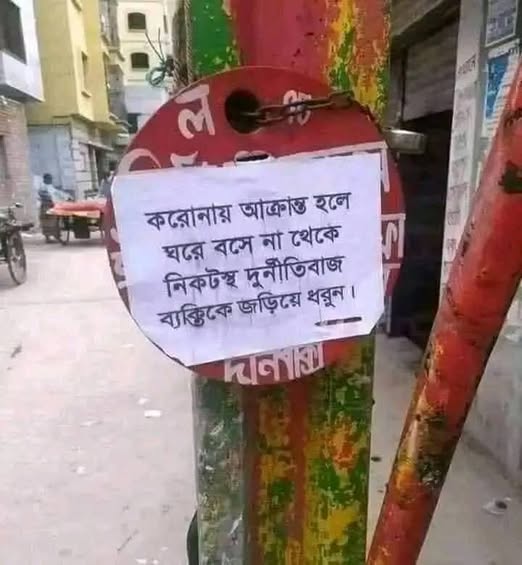 করোনায় আক্রান্ত হলে
ঘরে বসে না থেকে
নিকটস্থ দুর্নীতিবাজ
ব্যক্তিকে জড়িয়ে ধরুন।